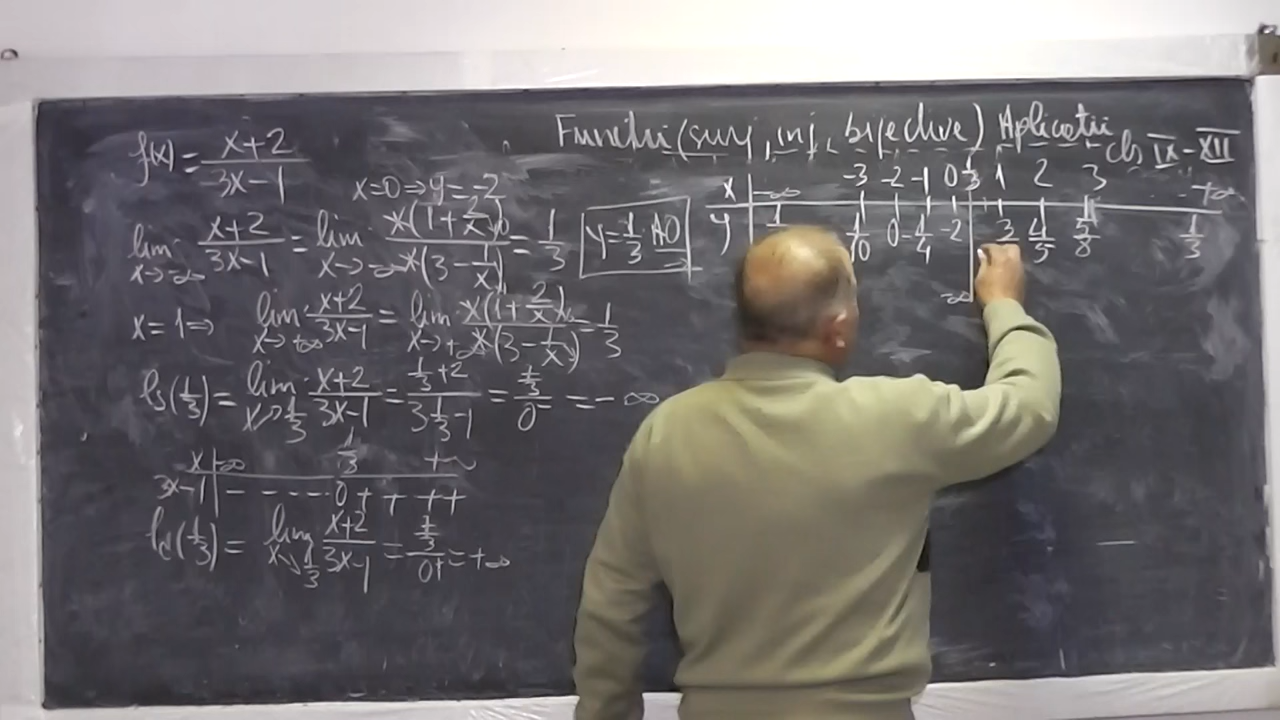 Funcții (surj, inj, bijective) Aplicații cls IX-XII
f(x) = x+2 / 3x-1
x=0 ⇒ y=-2
lim x→-∞ x+2 / 3x-1 = lim x→-∞ x(1+2/x) / x(3-1/x) = 1/3
y=1/3 AO
x=1 ⇒ lim x→+∞ x+2 / 3x-1 = lim x→+∞ x(1+2/x) / x(3-1/x) = 1/3
ls(1/3) = lim x↗1/3 x+2 / 3x-1 = 1/3+2 / 3·1/3-1 = 7/3 / 0- = -∞
x -∞ 1/3 +∞
3x-1 - - - - - 0 + + + +
ld(1/3) = lim x↘1/3 x+2 / 3x-1 = 7/3 / 0+ = +∞
x -∞ -3 -2 -1 0 1/3 1 2 3 +∞
y 1/3 1/10 0 -1/4 -2 3 4/5 5/8 1/3
-∞